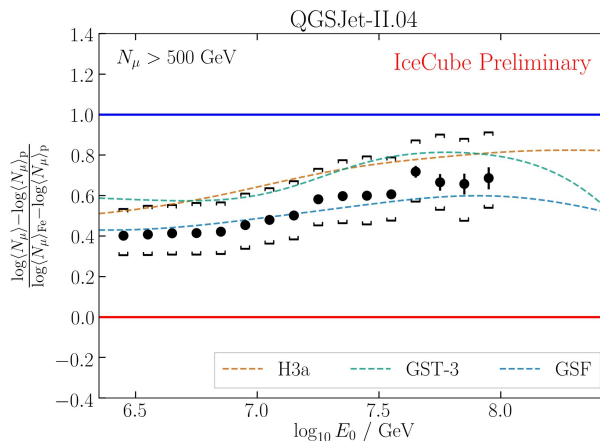 QGSJet-II.04
N_μ > 500 GeV
IceCube Preliminary
log⟨N_μ⟩−log⟨N_μ⟩_p
log⟨N_μ⟩_Fe−log⟨N_μ⟩_p
1.4
1.2
1.0
0.8
0.6
0.4
0.2
0.0
−0.2
−0.4
H3a
GST-3
GSF
6.5
7.0
7.5
8.0
log₁₀ E₀ / GeV